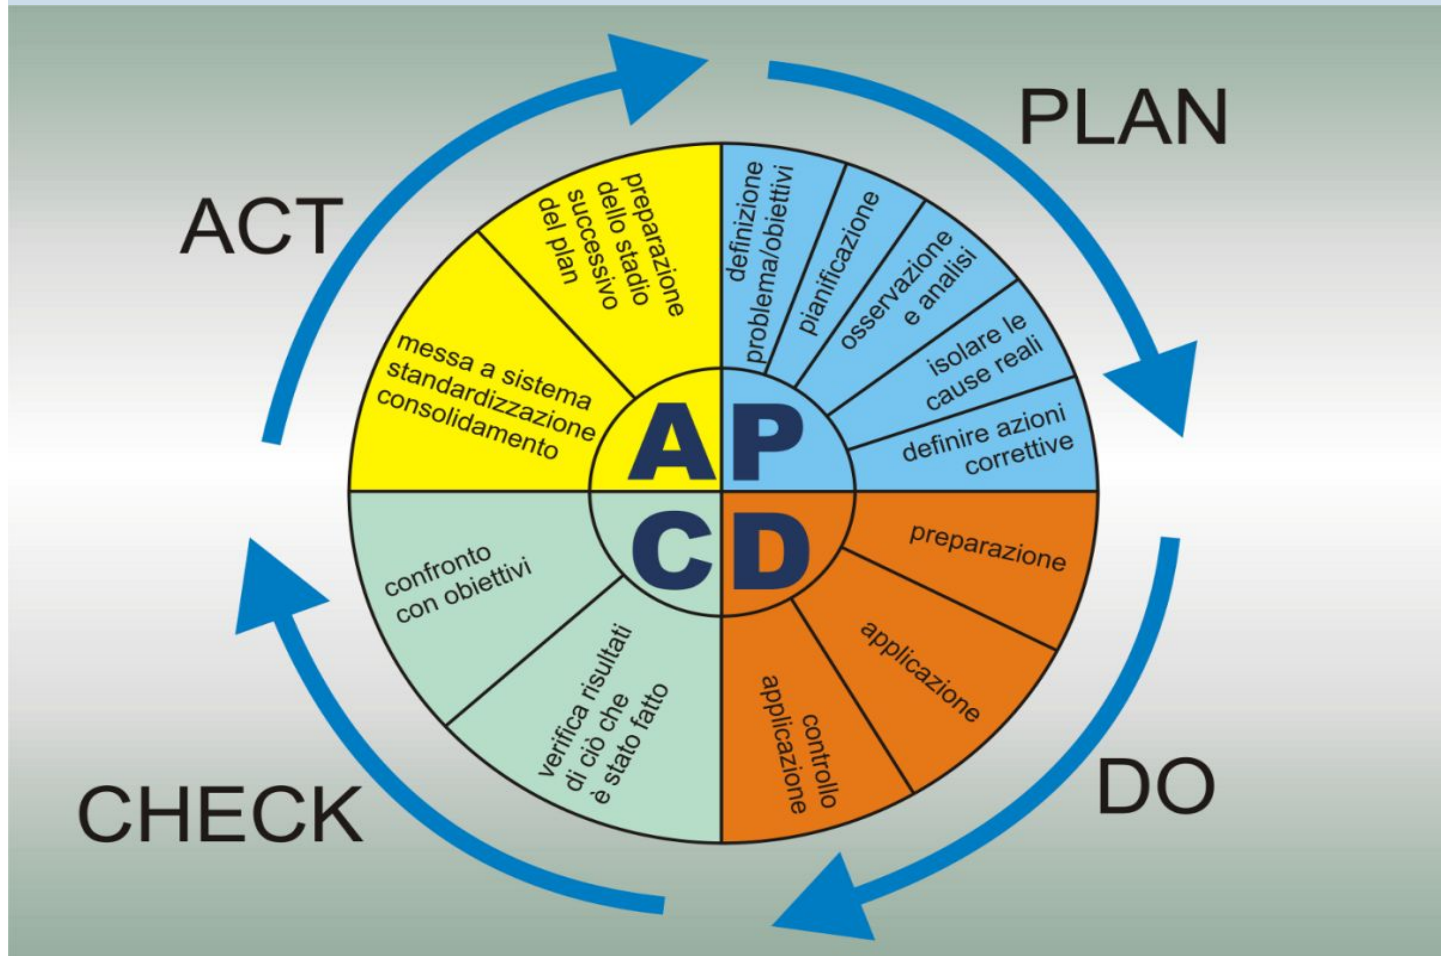 PLAN
definizione
problema/obiettivi
pianificazione
osservazione
e analisi
isolare le
cause reali
definire azioni
correttive
DO
preparazione
applicazione
controllo
applicazione
CHECK
verifica risultati
di ciò che
è stato fatto
confronto
con obiettivi
ACT
messa a sistema
standardizzazione
consolidamento
preparazione
dello stadio
successivo
del plan
A P
C D